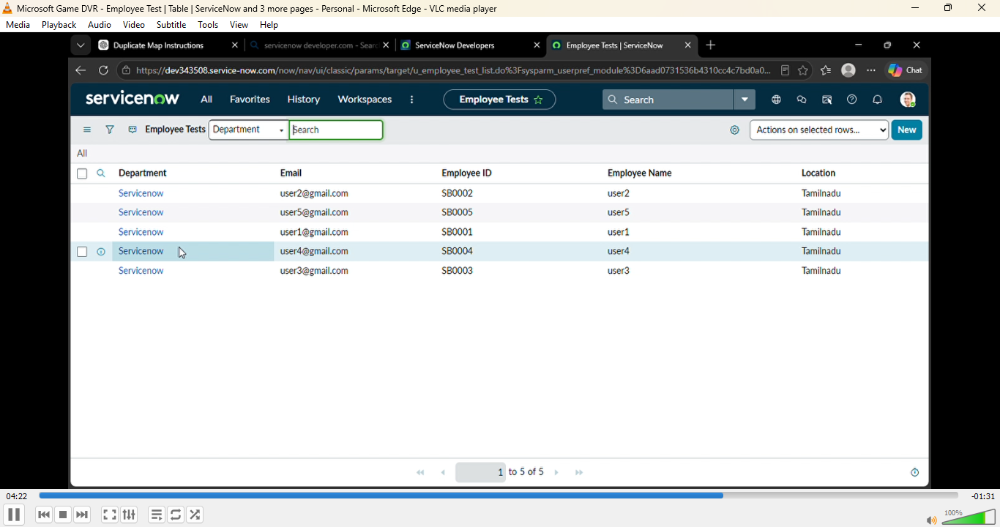 Microsoft Game DVR - Employee Test | Table | ServiceNow and 3 more pages - Personal - Microsoft Edge - VLC media player
Media Playback Audio Video Subtitle Tools View Help
Duplicate Map Instructions servicenow developer.com - Searc ServiceNow Developers Employee Tests | ServiceNow
https://dev343508.service-now.com/now/nav/ui/classic/params/target/u_employee_test_list.do%3Fsysparm_userpref_module%3D6aad0731536b4310cc4c7bd0a0... Chat
servicenow All Favorites History Workspaces Employee Tests Search
Employee Tests Department Search Actions on selected rows... New
All
Department Email Employee ID Employee Name Location
Servicenow user2@gmail.com SB0002 user2 Tamilnadu
Servicenow user5@gmail.com SB0005 user5 Tamilnadu
Servicenow user1@gmail.com SB0001 user1 Tamilnadu
Servicenow user4@gmail.com SB0004 user4 Tamilnadu
Servicenow user3@gmail.com SB0003 user3 Tamilnadu
1 to 5 of 5
04:22 -01:31
100%